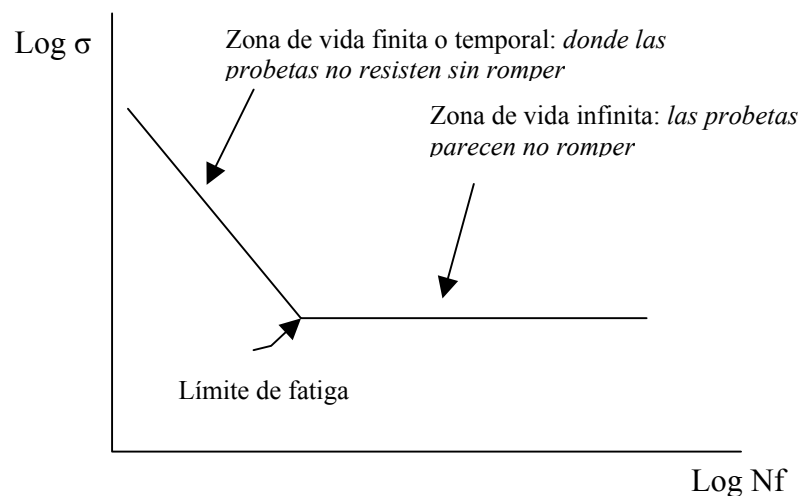 Log σ
Zona de vida finita o temporal: donde las
probetas no resisten sin romper
Zona de vida infinita: las probetas
parecen no romper
Límite de fatiga
Log Nf